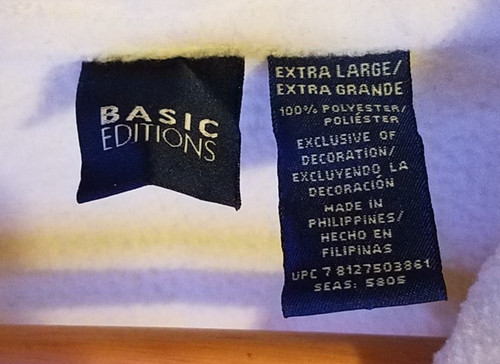 BASIC
EDITIONS
EXTRA LARGE/
EXTRA GRANDE
100% POLYESTER/
POLIÉSTER
EXCLUSIVE OF
DECORATION/
EXCLUYENDO LA
DECORACIÓN
MADE IN
PHILIPPINES/
HECHO EN
FILIPINAS
UPC 7 8127503861
SEAS: 5805